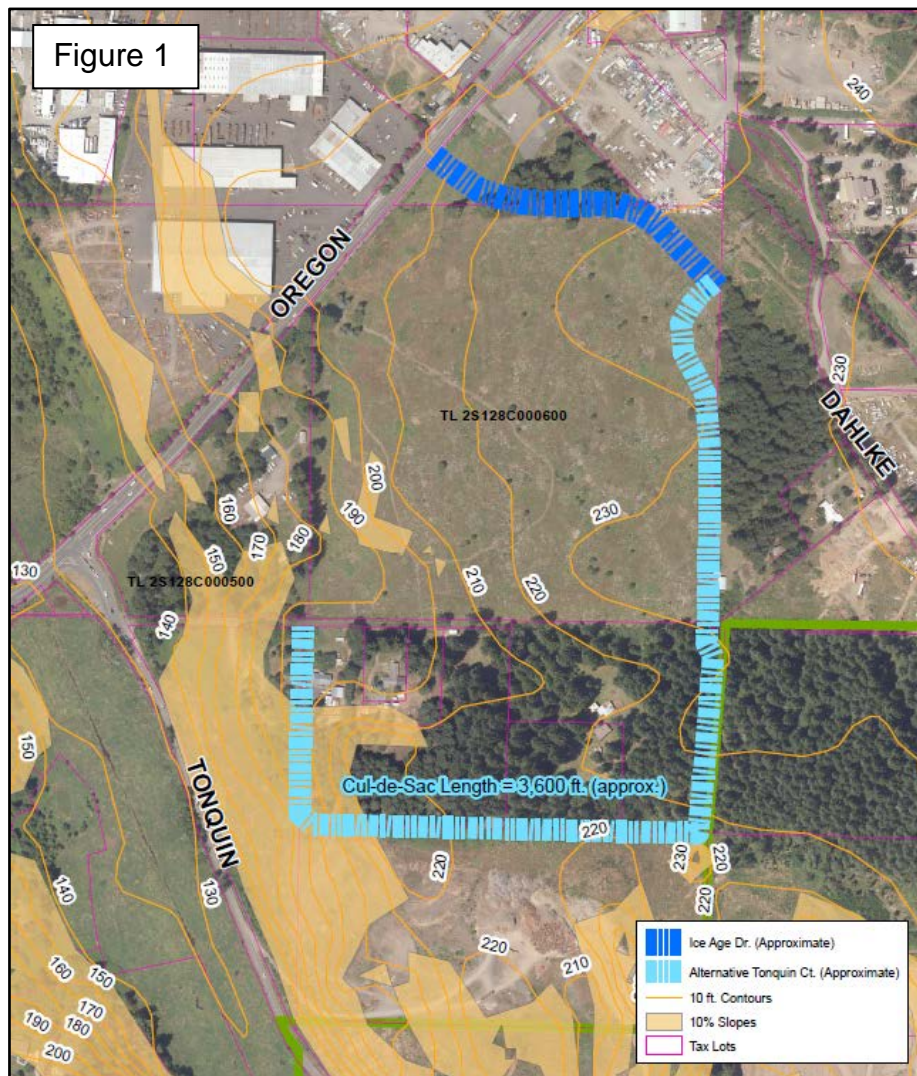 Figure 1
240
OREGON
TL 2S128C000600
230
DAHLKE
200
190
160
170
180
150
230
210
220
130
TL 2S128C000500
140
150
TONQUIN
Cul-de-Sac Length = 3,600 ft. (approx.)
220
230
220
220
130
140
220
220
210
150
160
170
180
190
200
Ice Age Dr. (Approximate)
Alternative Tonquin Ct. (Approximate)
10 ft. Contours
10% Slopes
Tax Lots